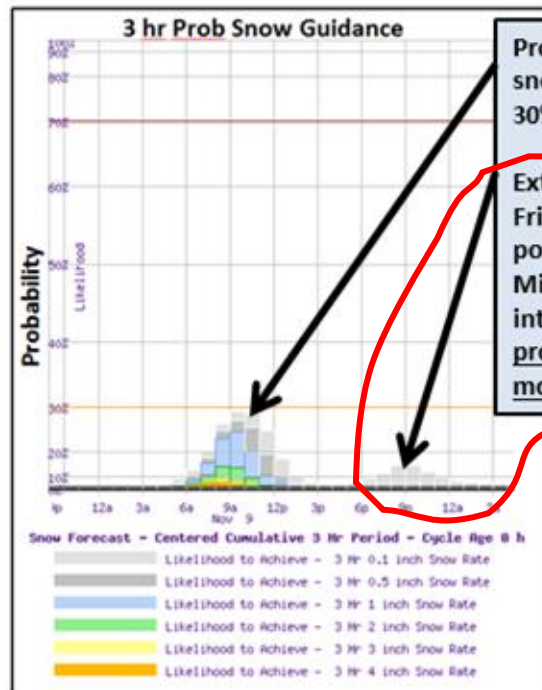 3 hr Prob Snow Guidance
100%
90%
80%
70%
60%
50%
40%
30%
20%
10%
Probability
Likelihood
9p 12a 3a 6a 9a 12p 3p 6p 9p 12a
Nov 9
Snow Forecast - Centered Cumulative 3 Hr Period - Cycle Age 8 h
Likelihood to Achieve - 3 Hr 0.1 inch Snow Rate
Likelihood to Achieve - 3 Hr 0.5 inch Snow Rate
Likelihood to Achieve - 3 Hr 1 inch Snow Rate
Likelihood to Achieve - 3 Hr 2 inch Snow Rate
Likelihood to Achieve - 3 Hr 3 inch Snow Rate
Likelihood to Achieve - 3 Hr 4 inch Snow Rate
Pro
sno
30%
Ext
Fri
po
Mi
int
pro
mo